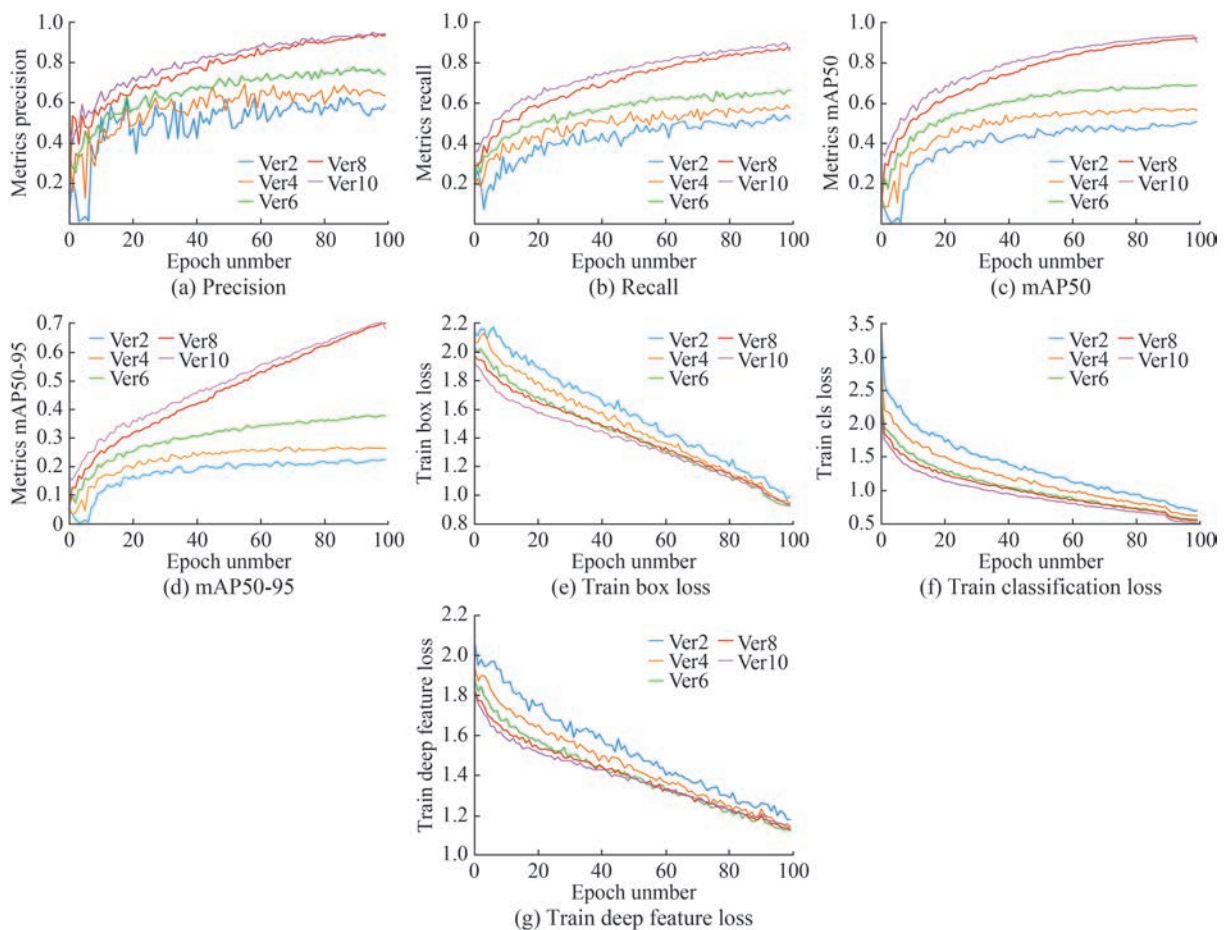 1.0
0.8
0.6
0.4
0.2
Metrics precision
Ver2 Ver8
Ver4 Ver10
Ver6
0 20 40 60 80 100
Epoch unmber
(a) Precision
1.0
0.8
0.6
0.4
0.2
Metrics recall
Ver2 Ver8
Ver4 Ver10
Ver6
0 20 40 60 80 100
Epoch unmber
(b) Recall
1.0
0.8
0.6
0.4
0.2
Metrics mAP50
Ver2 Ver8
Ver4 Ver10
Ver6
0 20 40 60 80 100
Epoch unmber
(c) mAP50
0.7
0.6
0.5
0.4
0.3
0.2
0.1
0
Metrics mAP50-95
Ver2 Ver8
Ver4 Ver10
Ver6
0 20 40 60 80 100
Epoch unmber
(d) mAP50-95
2.2
2.0
1.8
1.6
1.4
1.2
1.0
0.8
Train box loss
Ver2 Ver8
Ver4 Ver10
Ver6
0 20 40 60 80 100
Epoch unmber
(e) Train box loss
3.5
3.0
2.5
2.0
1.5
1.0
0.5
Train cls loss
Ver2 Ver8
Ver4 Ver10
Ver6
0 20 40 60 80 100
Epoch unmber
(f) Train classification loss
2.2
2.0
1.8
1.6
1.4
1.2
1.0
Train deep feature loss
Ver2 Ver8
Ver4 Ver10
Ver6
0 20 40 60 80 100
Epoch unmber
(g) Train deep feature loss